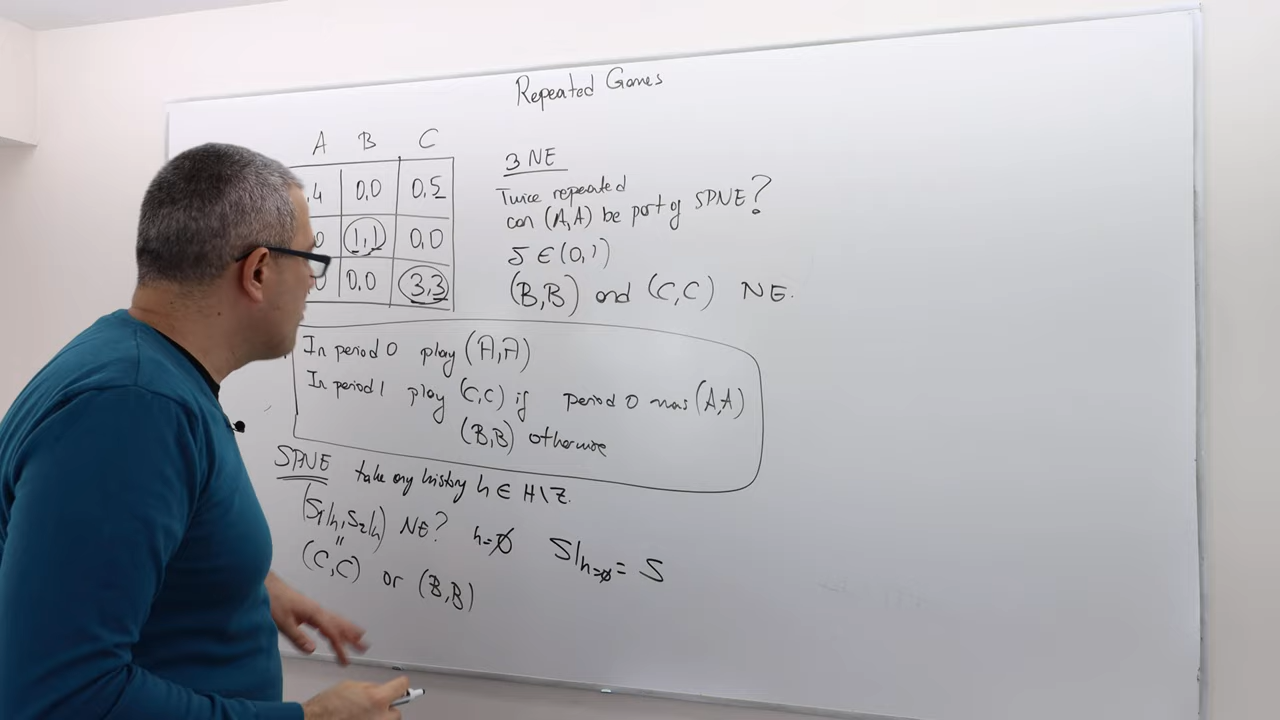 Repeated Games
A B C
,4 0,0 0,5
0 1,1 0,0
0 0,0 3,3
3 NE
Twice repeated
can (A,A) be part of SPNE?
δ ∈ (0,1)
(B,B) and (C,C) NE.
In period 0 play (A,A)
In period 1 play (C,C) if period 0 was (A,A)
(B,B) otherwise
SPNE take any history h ∈ H\Z.
(S₁|h, S₂|h) NE? h=∅ S|h=∅ = S
"
(C,C) or (B,B)